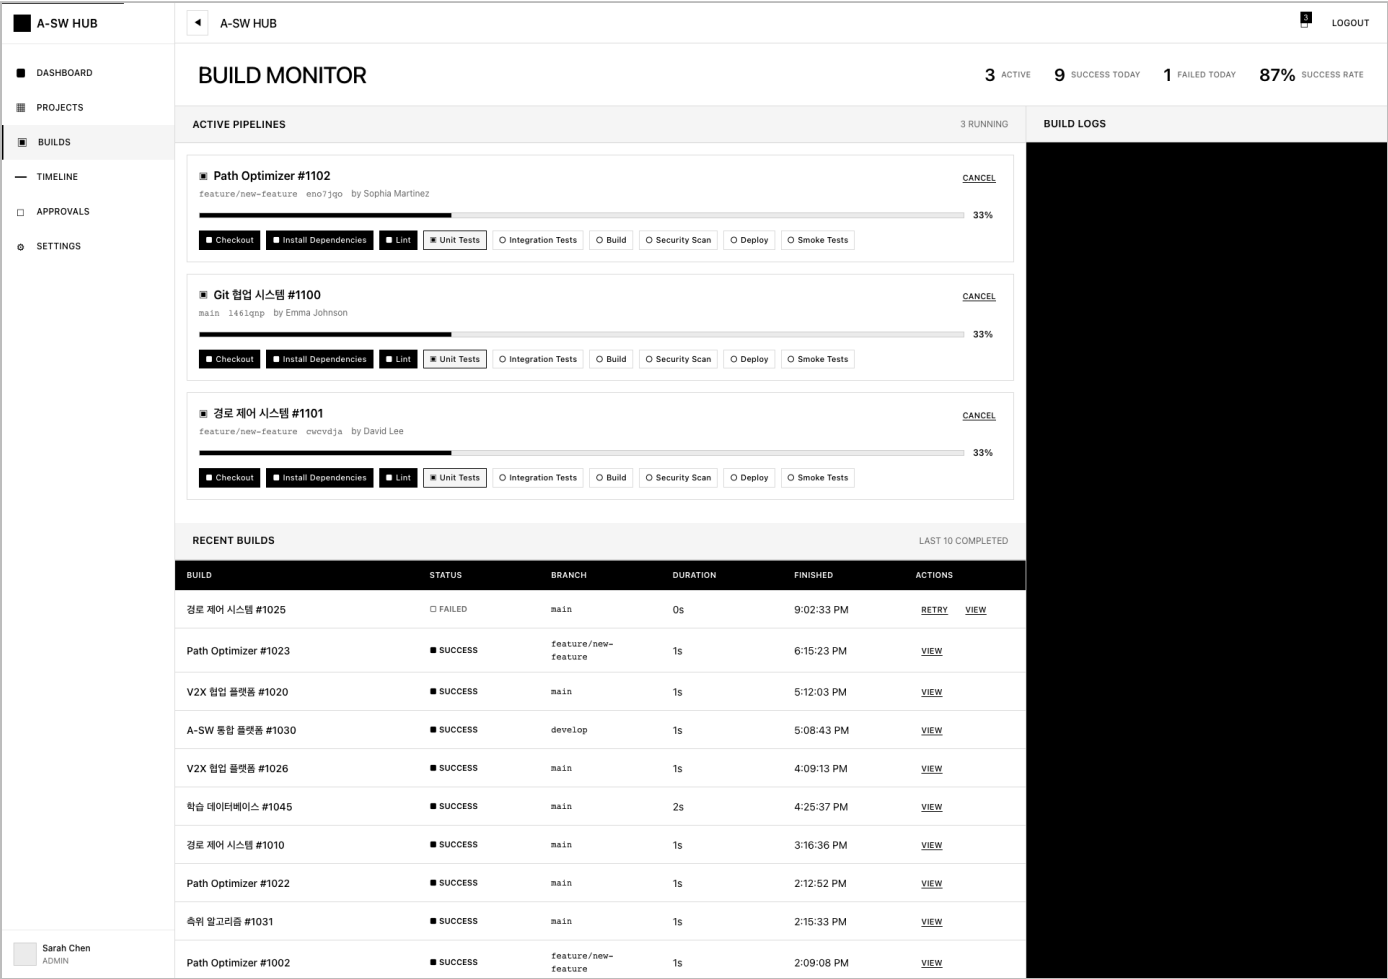 A-SW HUB
A-SW HUB
3
LOGOUT
DASHBOARD
PROJECTS
BUILDS
TIMELINE
APPROVALS
SETTINGS
BUILD MONITOR
3 ACTIVE
9 SUCCESS TODAY
1 FAILED TODAY
87% SUCCESS RATE
ACTIVE PIPELINES
3 RUNNING
Path Optimizer #1102
CANCEL
feature/new-feature eno7jqo by Sophia Martinez
33%
Checkout Install Dependencies Lint Unit Tests Integration Tests Build Security Scan Deploy Smoke Tests
Git 협업 시스템 #1100
CANCEL
main l46lqnp by Emma Johnson
33%
Checkout Install Dependencies Lint Unit Tests Integration Tests Build Security Scan Deploy Smoke Tests
경로 제어 시스템 #1101
CANCEL
feature/new-feature cwcvdja by David Lee
33%
Checkout Install Dependencies Lint Unit Tests Integration Tests Build Security Scan Deploy Smoke Tests
RECENT BUILDS
LAST 10 COMPLETED
BUILD STATUS BRANCH DURATION FINISHED ACTIONS
경로 제어 시스템 #1025 FAILED main 0s 9:02:33 PM RETRY VIEW
Path Optimizer #1023 SUCCESS feature/new-feature 1s 6:15:23 PM VIEW
V2X 협업 플랫폼 #1020 SUCCESS main 1s 5:12:03 PM VIEW
A-SW 통합 플랫폼 #1030 SUCCESS develop 1s 5:08:43 PM VIEW
V2X 협업 플랫폼 #1026 SUCCESS main 1s 4:09:13 PM VIEW
학습 데이터베이스 #1045 SUCCESS main 2s 4:25:37 PM VIEW
경로 제어 시스템 #1010 SUCCESS main 1s 3:16:36 PM VIEW
Path Optimizer #1022 SUCCESS main 1s 2:12:52 PM VIEW
측위 알고리즘 #1031 SUCCESS main 1s 2:15:33 PM VIEW
Path Optimizer #1002 SUCCESS feature/new-feature 1s 2:09:08 PM VIEW
BUILD LOGS
Sarah Chen
ADMIN